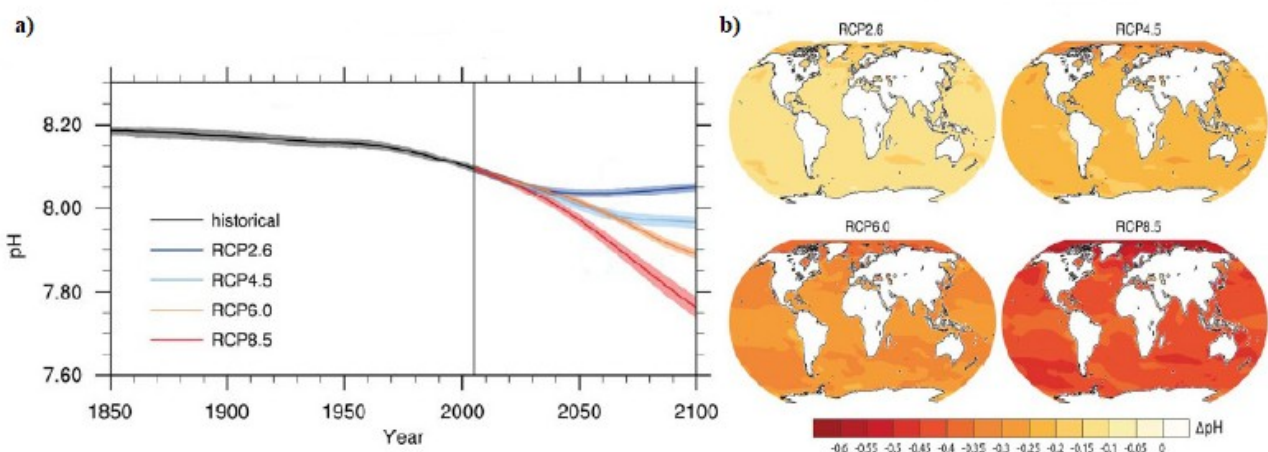 a)
8.20
8.00
7.80
7.60
pH
historical
RCP2.6
RCP4.5
RCP6.0
RCP8.5
1850 1900 1950 2000 2050 2100
Year
b)
RCP2.6 RCP4.5
RCP6.0 RCP8.5
-0.6 -0.55 -0.5 -0.45 -0.4 -0.35 -0.3 -0.25 -0.2 -0.15 -0.1 -0.05 0
ΔpH